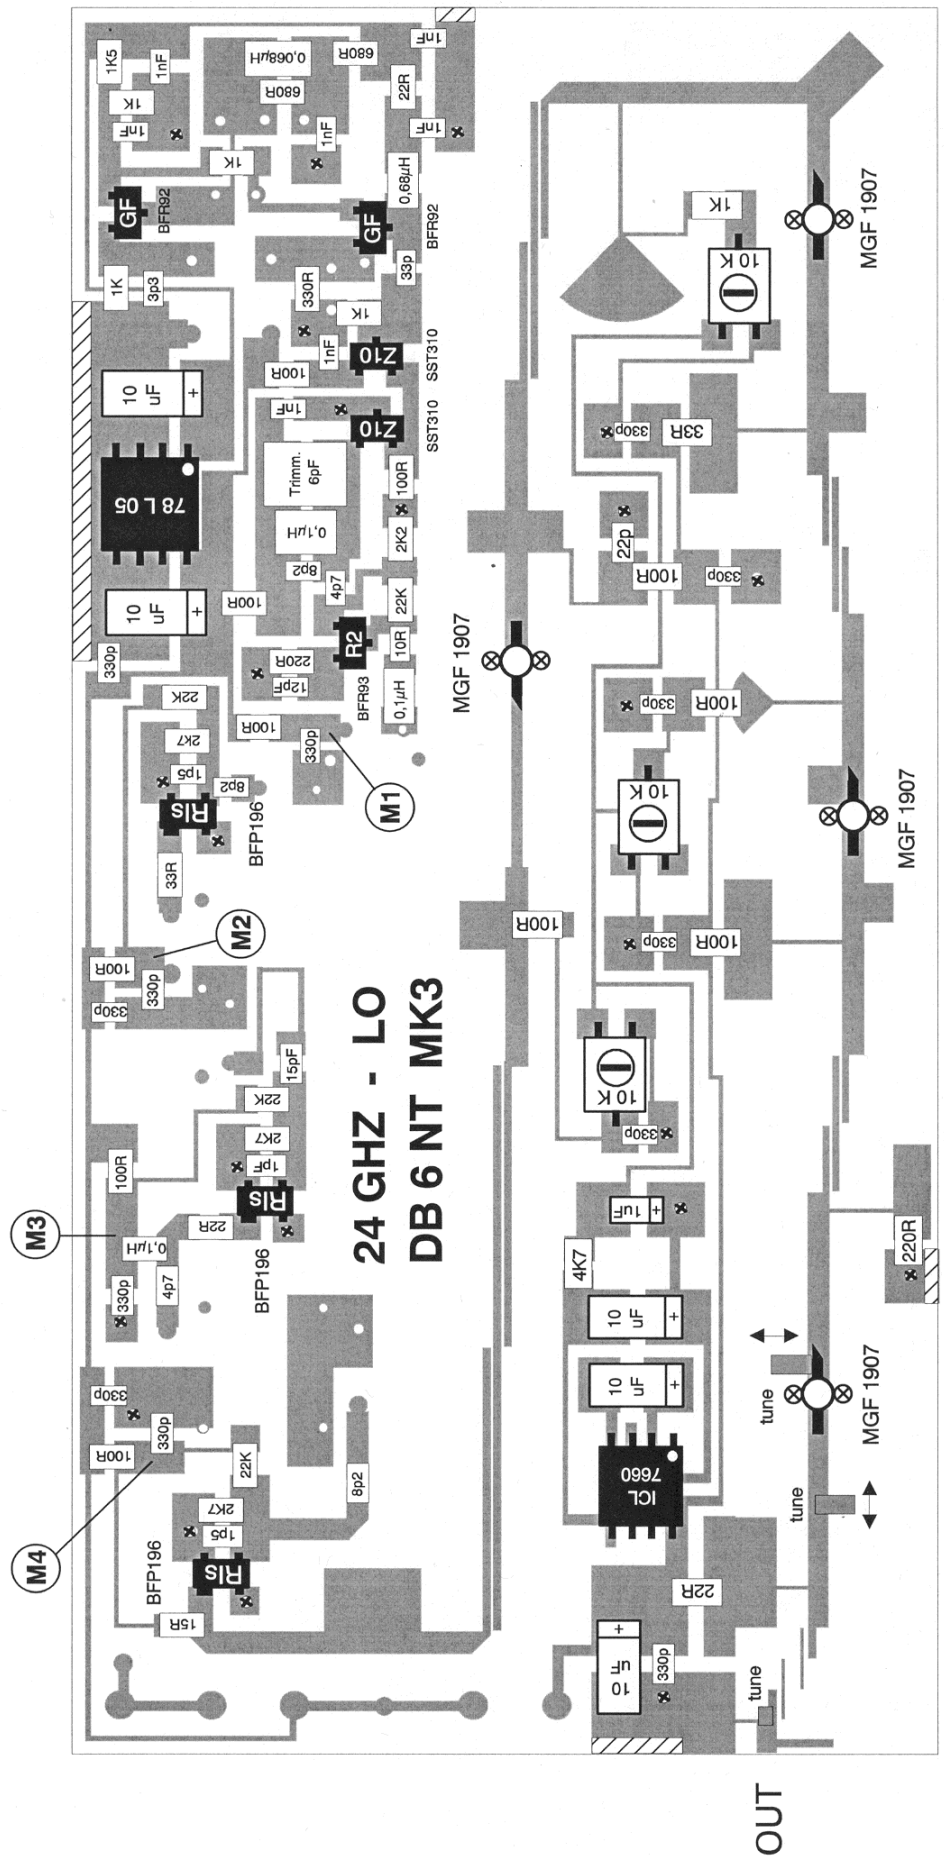 1K5
1nF
1K
1nF
0,068µH
680R
680R
1nF
22R
1nF
1nF
1K
0,68µH
GF
BFR92
GF
BFR92
33p
1K
3p3
330R
1K
1nF
Z10
SST310
100R
1nF
Z10
SST310
10 uF +
78 L 05
10 uF +
Trimm. 6pF
0,1µH
8p2
4p7
100R
2K2
22K
10R
0,1µH
R2
BFR93
220R
12pF
100R
100R
330p
330p
M1
22K
2k7
1p5
8p2
RIs
BFP196
33R
M2
100R
330p
330p
15pF
22K
2K7
1pF
RIs
BFP196
22R
100R
M3
0,1µH
4p7
330p
330p
100R
330p
M4
22K
2K7
1p5
RIs
BFP196
15R
8p2
24 GHZ - LO
DB 6 NT MK3
MGF 1907
1K
10 K
MGF 1907
330p
33R
22p
100R
330p
330p
100R
10 K
MGF 1907
100R
330p
100R
10 K
330p
1uF +
4K7
10 uF +
10 uF +
ICL 7660
220R
tune
MGF 1907
tune
22R
10 uF +
330p
tune
OUT